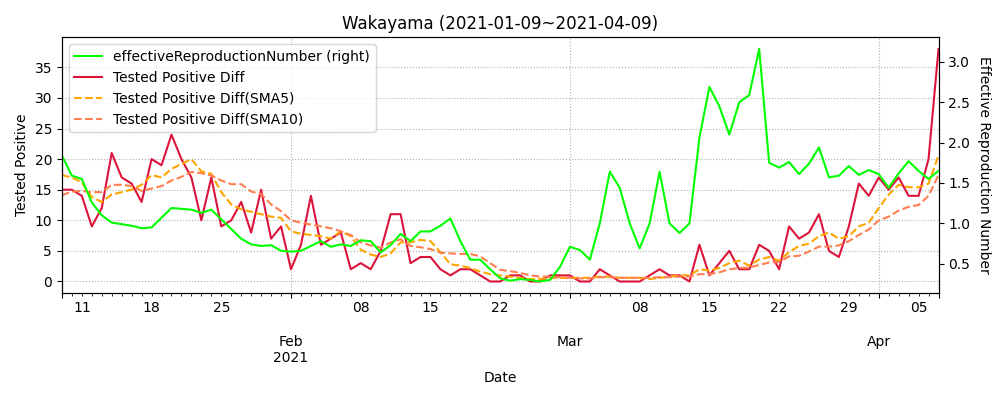 Wakayama (2021-01-09~2021-04-09)
effectiveReproductionNumber (right)
Tested Positive Diff
Tested Positive Diff(SMA5)
Tested Positive Diff(SMA10)
Tested Positive
35
30
25
20
15
10
5
0
3.0
2.5
2.0
1.5
1.0
0.5
Effective Reproduction Number
11 18 25 08 15 22 08 15 22 29 05
Feb Mar Apr
2021
Date